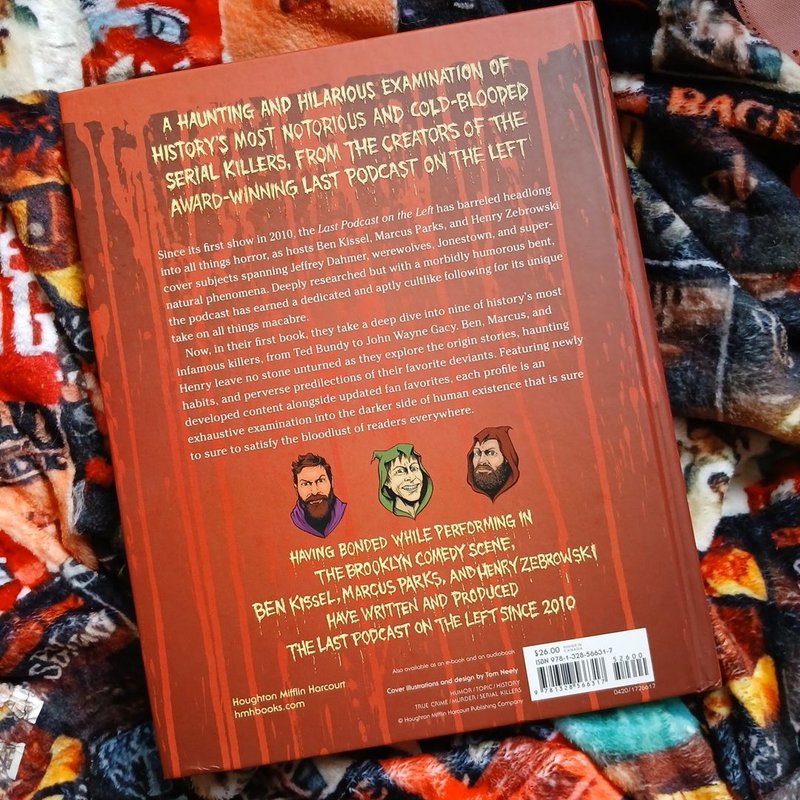 A HAUNTING AND HILARIOUS EXAMINATION OF
HISTORY'S MOST NOTORIOUS AND COLD-BLOODED
SERIAL KILLERS, FROM THE CREATORS OF THE
AWARD-WINNING LAST PODCAST ON THE LEFT
Since its first show in 2010, the Last Podcast on the Left has barreled headlong
into all things horror, as hosts Ben Kissel, Marcus Parks, and Henry Zebrowski
cover subjects spanning Jeffrey Dahmer, werewolves, Jonestown, and super-
natural phenomena. Deeply researched but with a morbidly humorous bent,
the podcast has earned a dedicated and aptly cultlike following for its unique
take on all things macabre.
Now, in their first book, they take a deep dive into nine of history's most
infamous killers, from Ted Bundy to John Wayne Gacy. Ben, Marcus, and
Henry leave no stone unturned as they explore the origin stories, haunting
habits, and perverse predilections of their favorite deviants. Featuring newly
developed content alongside updated fan favorites, each profile is an
exhaustive examination into the darker side of human existence that is sure
to sure to satisfy the bloodlust of readers everywhere.
HAVING BONDED WHILE PERFORMING IN
THE BROOKLYN COMEDY SCENE,
BEN KISSEL, MARCUS PARKS, AND HENRY ZEBROWSKI
HAVE WRITTEN AND PRODUCED
THE LAST PODCAST ON THE LEFT SINCE 2010
Also available as an e-book and an audiobook
Cover illustrations and design by Tom Neely
HUMOR / TOPIC / HISTORY
TRUE CRIME / MURDER / SERIAL KILLERS
© Houghton Mifflin Harcourt Publishing Company
Houghton Mifflin Harcourt
hmhbooks.com
$26.00
ISBN 978-1-328-56631-7
52600
9 781328 566317
0420/1726617